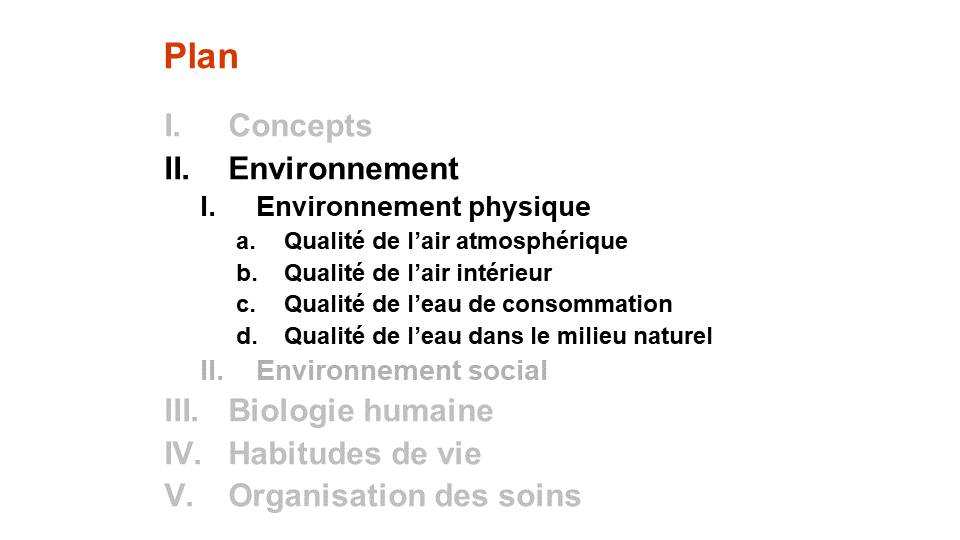 Plan
I. Concepts
II. Environnement
I. Environnement physique
a. Qualité de l’air atmosphérique
b. Qualité de l’air intérieur
c. Qualité de l’eau de consommation
d. Qualité de l’eau dans le milieu naturel
II. Environnement social
III. Biologie humaine
IV. Habitudes de vie
V. Organisation des soins